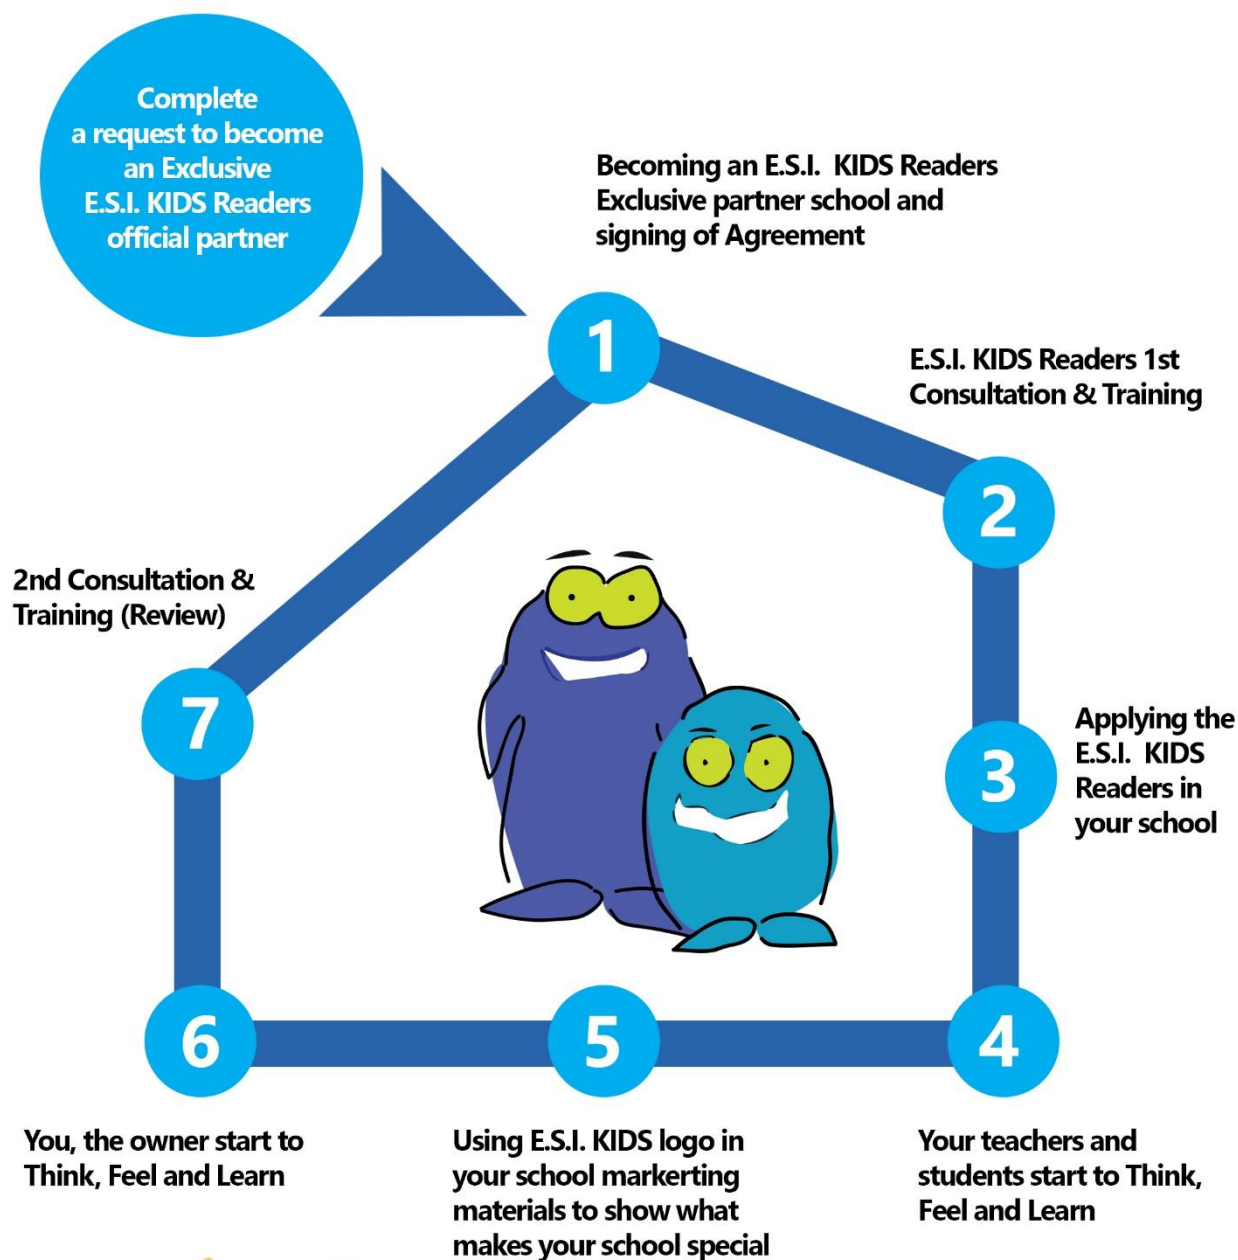 Complete
a request to become
an Exclusive
E.S.I. KIDS Readers
official partner
Becoming an E.S.I. KIDS Readers
Exclusive partner school and
signing of Agreement
1
E.S.I. KIDS Readers 1st
Consultation & Training
2
Applying the
E.S.I. KIDS
Readers in
your school
3
4
Your teachers and
students start to Think,
Feel and Learn
5
Using E.S.I. KIDS logo in
your school markerting
materials to show what
makes your school special
6
You, the owner start to
Think, Feel and Learn
2nd Consultation &
Training (Review)
7